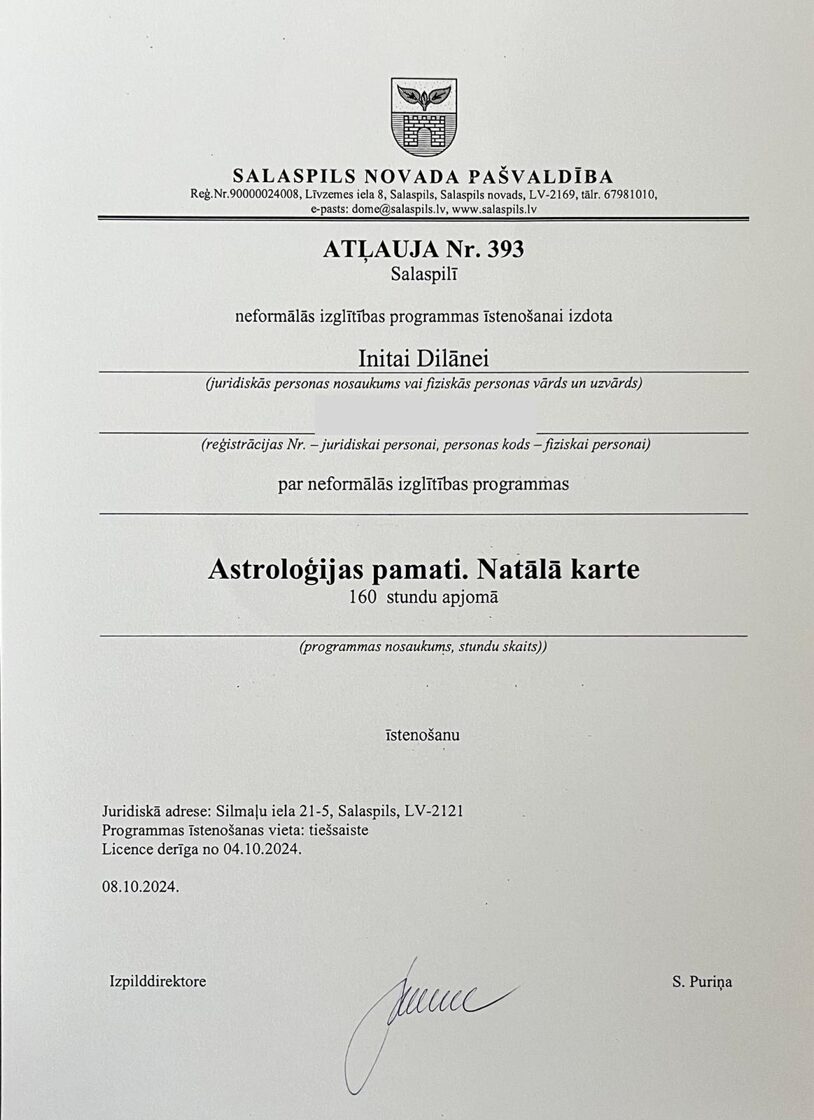 SALASPILS NOVADA PAŠVALDĪBA
Reģ.Nr.90000024008, Līvzemes iela 8, Salaspils, Salaspils novads, LV-2169, tālr. 67981010,
e-pasts: dome@salaspils.lv, www.salaspils.lv
ATĻAUJA Nr. 393
Salaspilī
neformālās izglītības programmas īstenošanai izdota
Initai Dilānei
(juridiskās personas nosaukums vai fiziskās personas vārds un uzvārds)
(reģistrācijas Nr. – juridiskai personai, personas kods – fiziskai personai)
par neformālās izglītības programmas
Astroloģijas pamati. Natālā karte
160 stundu apjomā
(programmas nosaukums, stundu skaits))
īstenošanu
Juridiskā adrese: Silmaļu iela 21-5, Salaspils, LV-2121
Programmas īstenošanas vieta: tiešsaiste
Licence derīga no 04.10.2024.
08.10.2024.
Izpilddirektore S. Puriņa